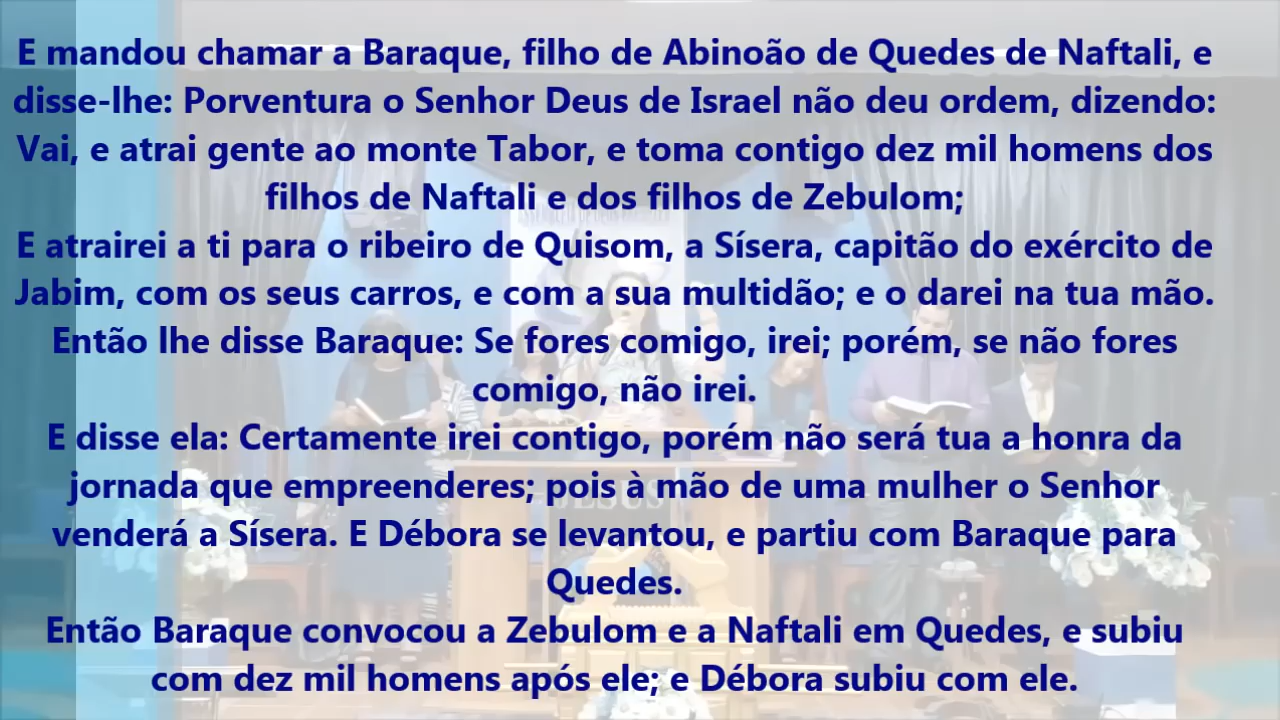 E mandou chamar a Baraque, filho de Abinoão de Quedes de Naftali, e
disse-lhe: Porventura o Senhor Deus de Israel não deu ordem, dizendo:
Vai, e atrai gente ao monte Tabor, e toma contigo dez mil homens dos
filhos de Naftali e dos filhos de Zebulom;
E atrairei a ti para o ribeiro de Quisom, a Sísera, capitão do exército de
Jabim, com os seus carros, e com a sua multidão; e o darei na tua mão.
Então lhe disse Baraque: Se fores comigo, irei; porém, se não fores
comigo, não irei.
E disse ela: Certamente irei contigo, porém não será tua a honra da
jornada que empreenderes; pois à mão de uma mulher o Senhor
venderá a Sísera. E Débora se levantou, e partiu com Baraque para
Quedes.
Então Baraque convocou a Zebulom e a Naftali em Quedes, e subiu
com dez mil homens após ele; e Débora subiu com ele.
JESUS